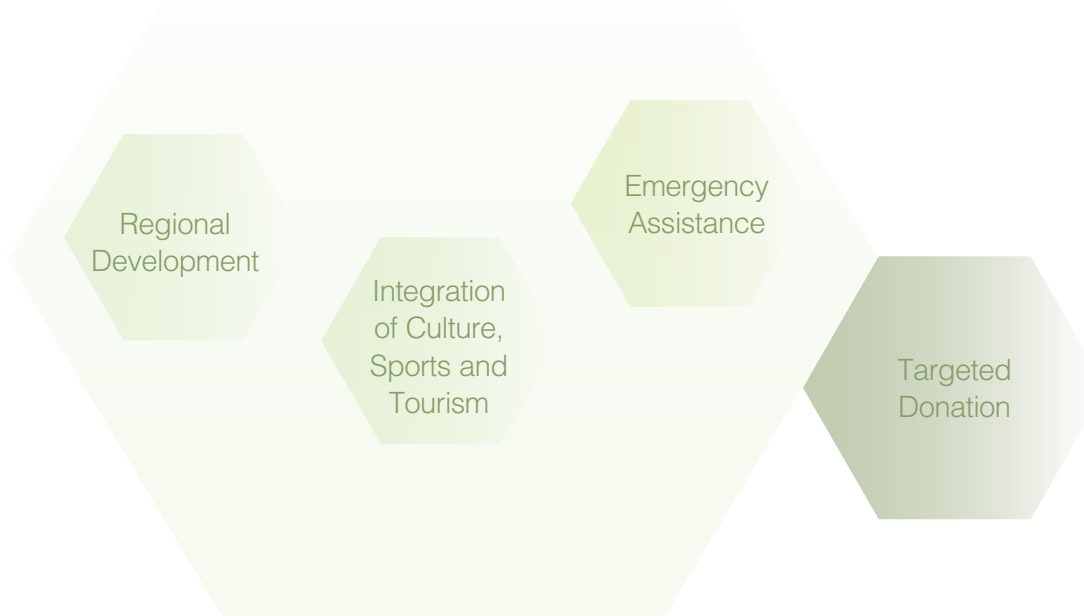 Regional
Development
Integration
of Culture,
Sports and
Tourism
Emergency
Assistance
Targeted
Donation